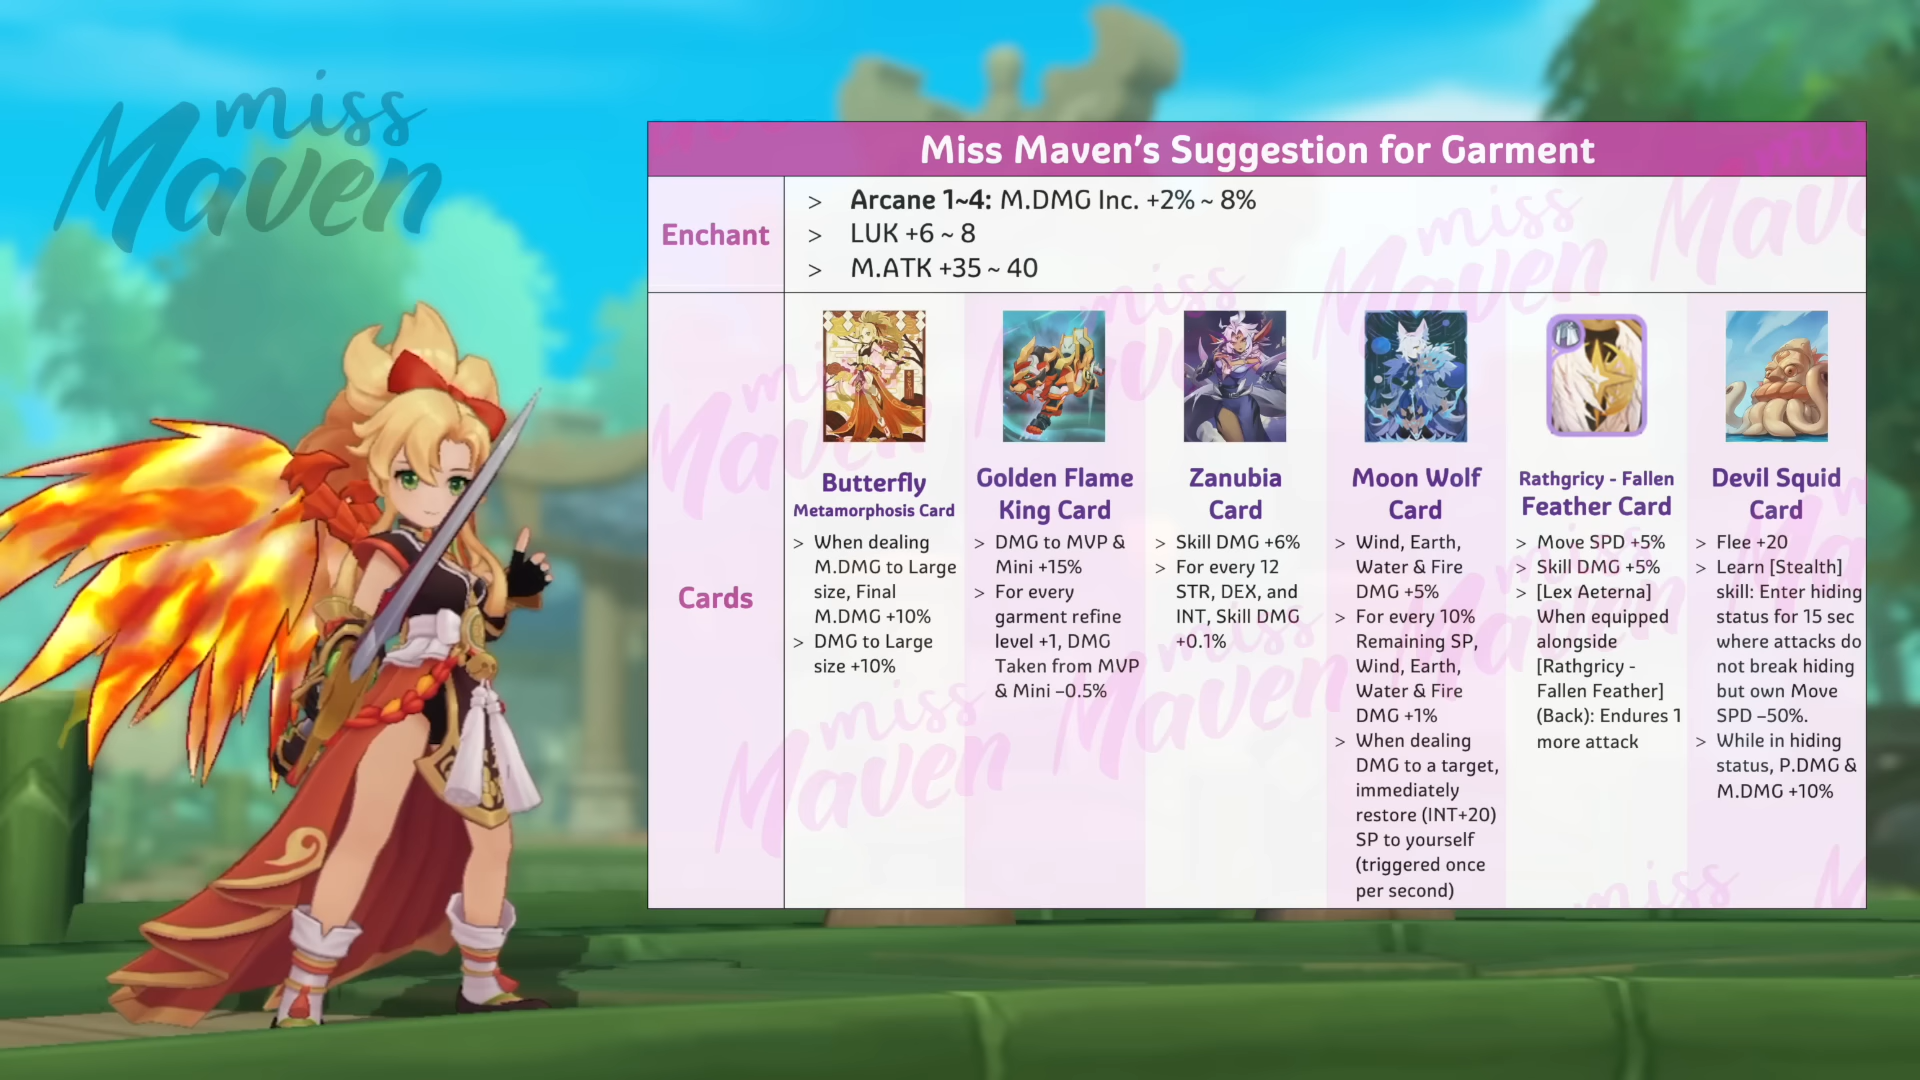 miss
Maven
Miss Maven's Suggestion for Garment
Enchant
> Arcane 1~4: M.DMG Inc. +2% ~ 8%
> LUK +6 ~ 8
> M.ATK +35 ~ 40
Cards
Butterfly
Metamorphosis Card
> When dealing
M.DMG to Large
size, Final
M.DMG +10%
> DMG to Large
size +10%
Golden Flame
King Card
> DMG to MVP &
Mini +15%
> For every
garment refine
level +1, DMG
Taken from MVP
& Mini –0.5%
Zanubia
Card
> Skill DMG +6%
> For every 12
STR, DEX, and
INT, Skill DMG
+0.1%
Moon Wolf
Card
> Wind, Earth,
Water & Fire
DMG +5%
> For every 10%
Remaining SP,
Wind, Earth,
Water & Fire
DMG +1%
> When dealing
DMG to a target,
immediately
restore (INT+20)
SP to yourself
(triggered once
per second)
Rathgricy - Fallen
Feather Card
> Move SPD +5%
> Skill DMG +5%
> [Lex Aeterna]
When equipped
alongside
[Rathgricy -
Fallen Feather]
(Back): Endures 1
more attack
Devil Squid
Card
> Flee +20
> Learn [Stealth]
skill: Enter hiding
status for 15 sec
where attacks do
not break hiding
but own Move
SPD –50%.
> While in hiding
status, P.DMG &
M.DMG +10%